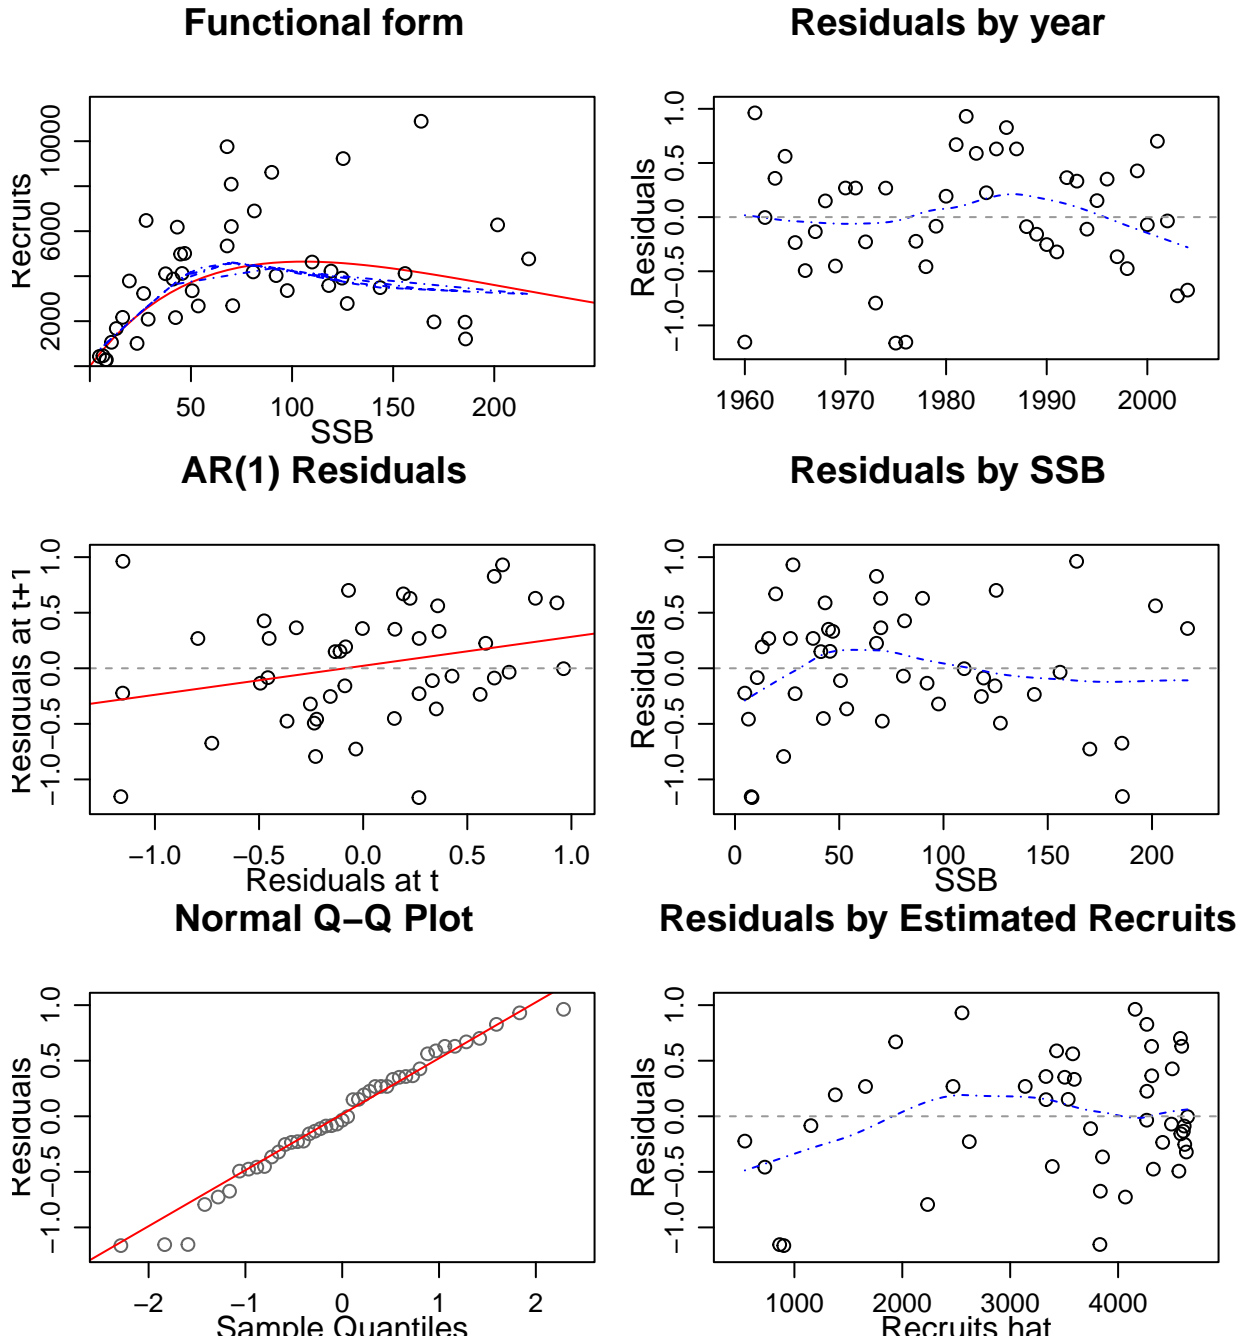 Functional form
Recruits
2000 6000 10000
50 100 150 200
SSB
Residuals by year
Residuals
−1.0 −0.5 0.0 0.5 1.0
1960 1970 1980 1990 2000
AR(1) Residuals
Residuals at t+1
−1.0 −0.5 0.0 0.5 1.0
−1.0 −0.5 0.0 0.5 1.0
Residuals at t
Residuals by SSB
Residuals
−1.0 −0.5 0.0 0.5 1.0
0 50 100 150 200
SSB
Normal Q−Q Plot
Residuals
−1.0 −0.5 0.0 0.5 1.0
−2 −1 0 1 2
Sample Quantiles
Residuals by Estimated Recruits
Residuals
−1.0 −0.5 0.0 0.5 1.0
1000 2000 3000 4000
Recruits hat